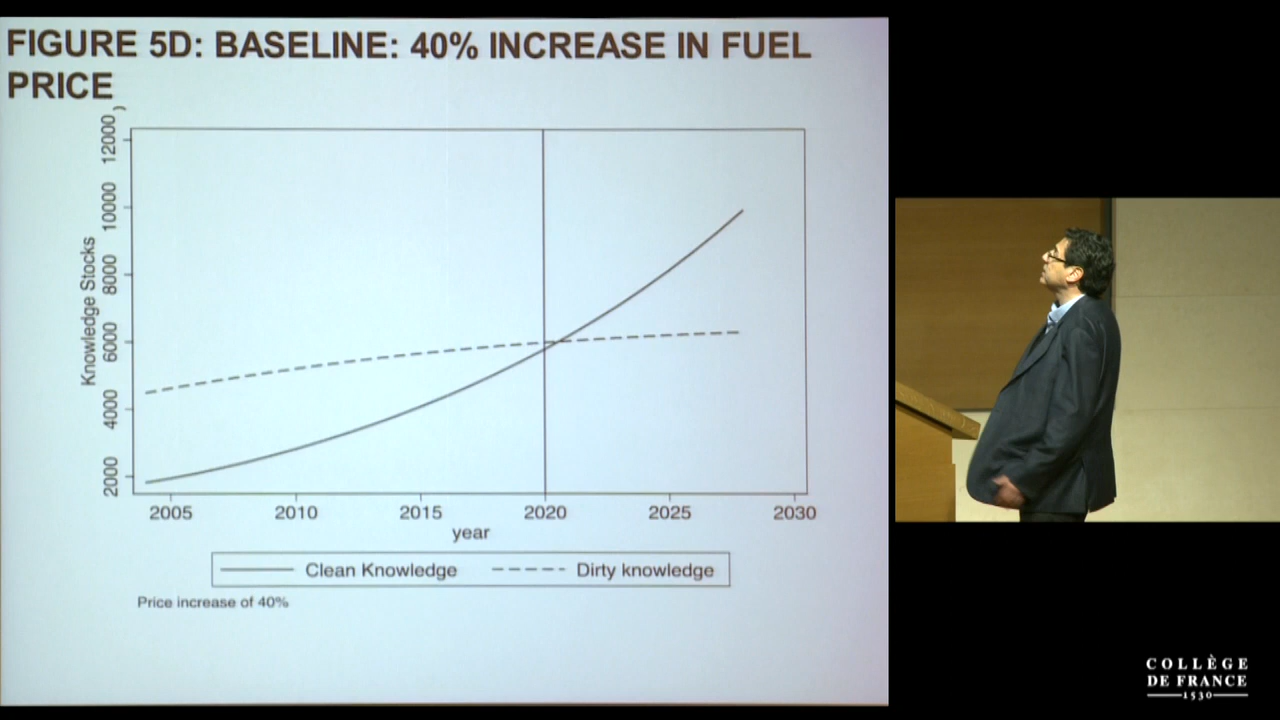 FIGURE 5D: BASELINE: 40% INCREASE IN FUEL
PRICE
)
12000
10000
8000
6000
4000
2000
Knowledge Stocks
2005 2010 2015 2020 2025 2030
year
Clean Knowledge Dirty knowledge
Price increase of 40%
COLLÈGE
DE FRANCE
1530